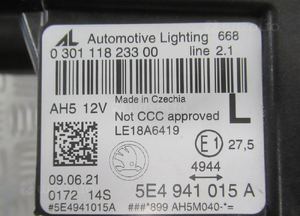 AL Automotive Lighting 668
0 301 118 233 00 line 2.1
Made in Czechia
AH5 12V
Not CCC approved L
LE18A6419
E1 27,5
4944
09.06.21
0172 14S 5E4 941 015 A
#5E4941015A ###*899 AH5M040-*=